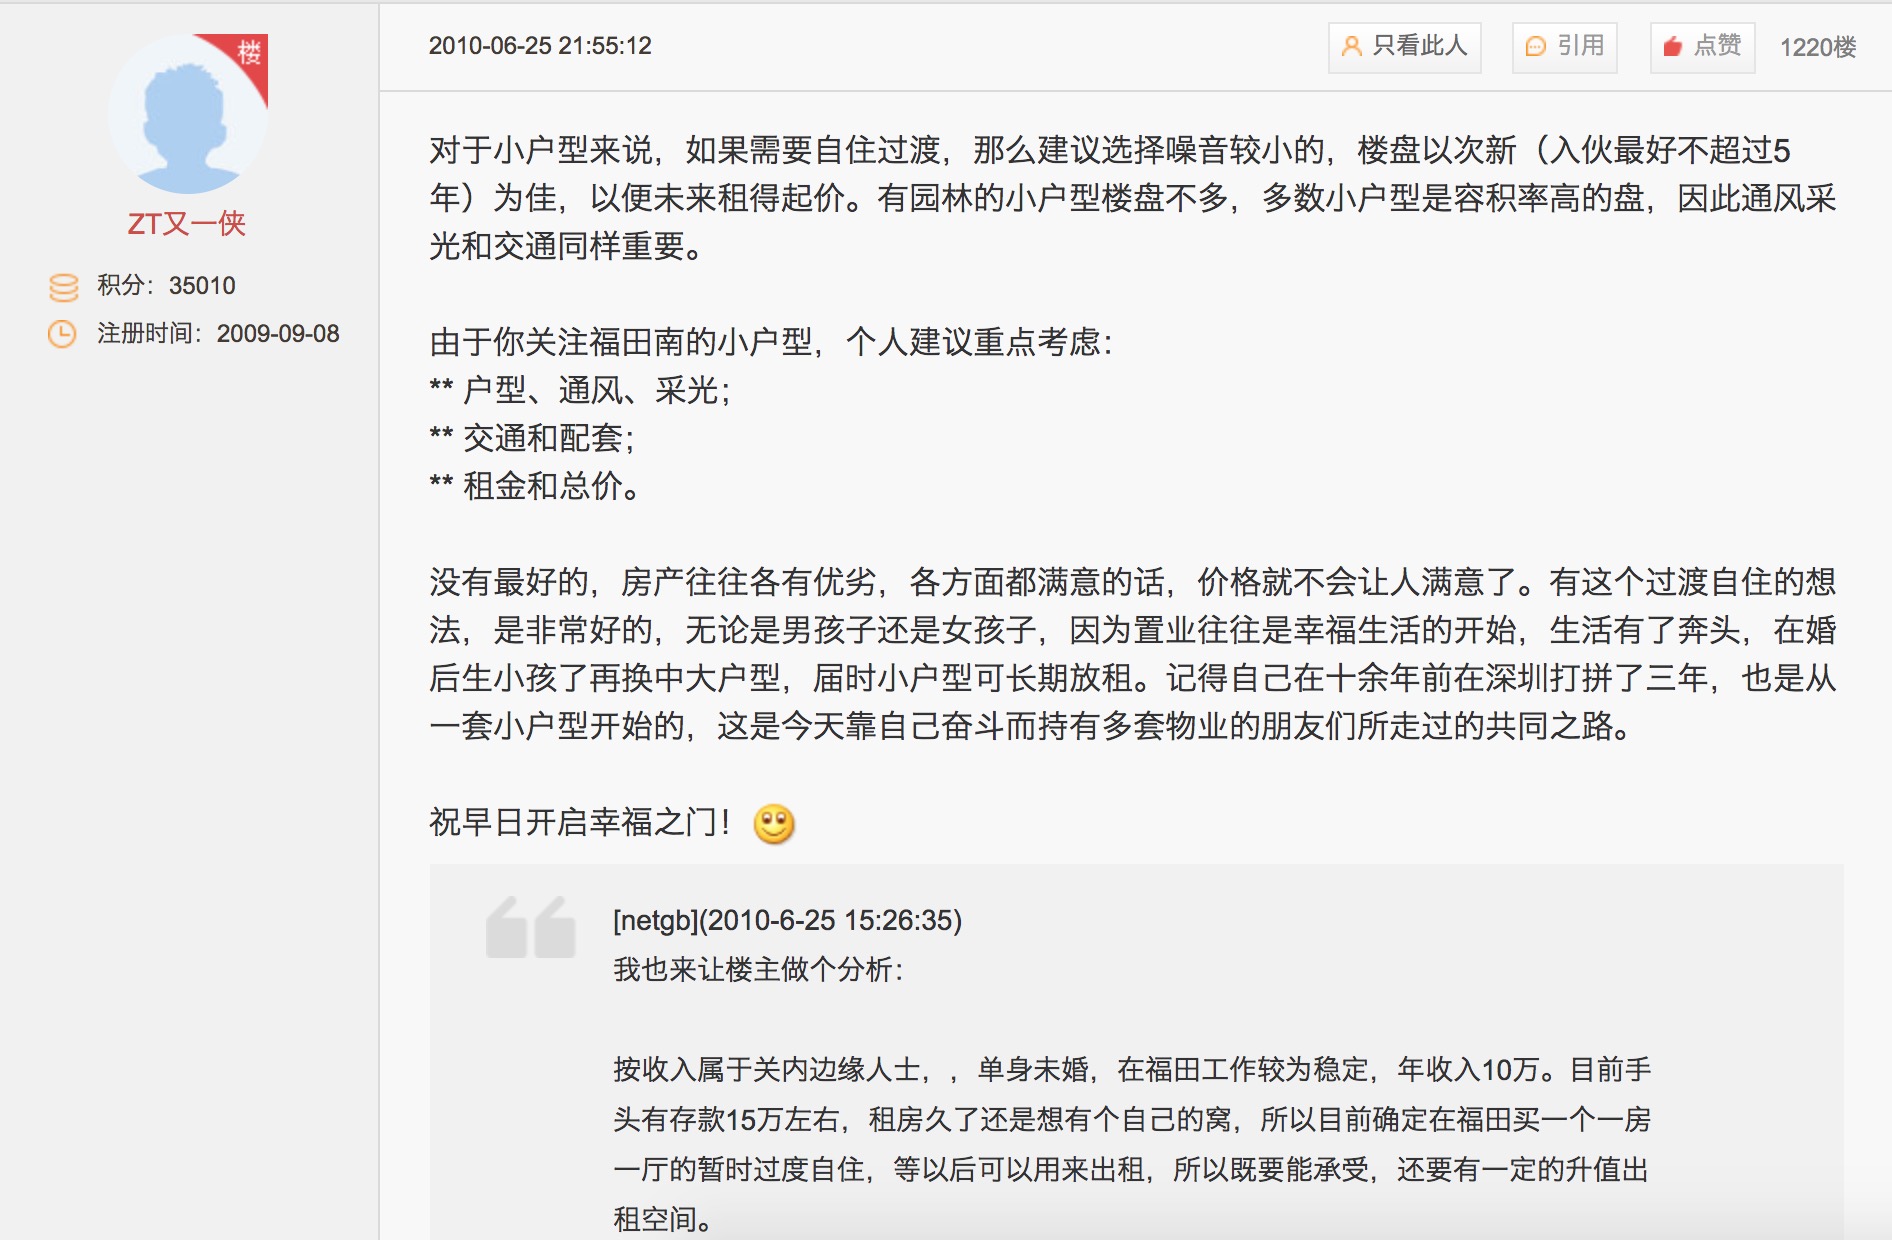 楼
ZT又一侠
积分：35010
注册时间：2009-09-08
2010-06-25 21:55:12
只看此人
引用
点赞
1220楼
对于小户型来说，如果需要自住过渡，那么建议选择噪音较小的，楼盘以次新（入伙最好不超过5
年）为佳，以便未来租得起价。有园林的小户型楼盘不多，多数小户型是容积率高的盘，因此通风采
光和交通同样重要。
由于你关注福田南的小户型，个人建议重点考虑：
** 户型、通风、采光；
** 交通和配套；
** 租金和总价。
没有最好的，房产往往各有优劣，各方面都满意的话，价格就不会让人满意了。有这个过渡自住的想
法，是非常好的，无论是男孩子还是女孩子，因为置业往往是幸福生活的开始，生活有了奔头，在婚
后生小孩了再换中大户型，届时小户型可长期放租。记得自己在十余年前在深圳打拼了三年，也是从
一套小户型开始的，这是今天靠自己奋斗而持有多套物业的朋友们所走过的共同之路。
祝早日开启幸福之门！
[netgb](2010-6-25 15:26:35)
我也来让楼主做个分析：
按收入属于关内边缘人士，，单身未婚，在福田工作较为稳定，年收入10万。目前手
头有存款15万左右，租房久了还是想有个自己的窝，所以目前确定在福田买一个一房
一厅的暂时过度自住，等以后可以用来出租，所以既要能承受，还要有一定的升值出
租空间。